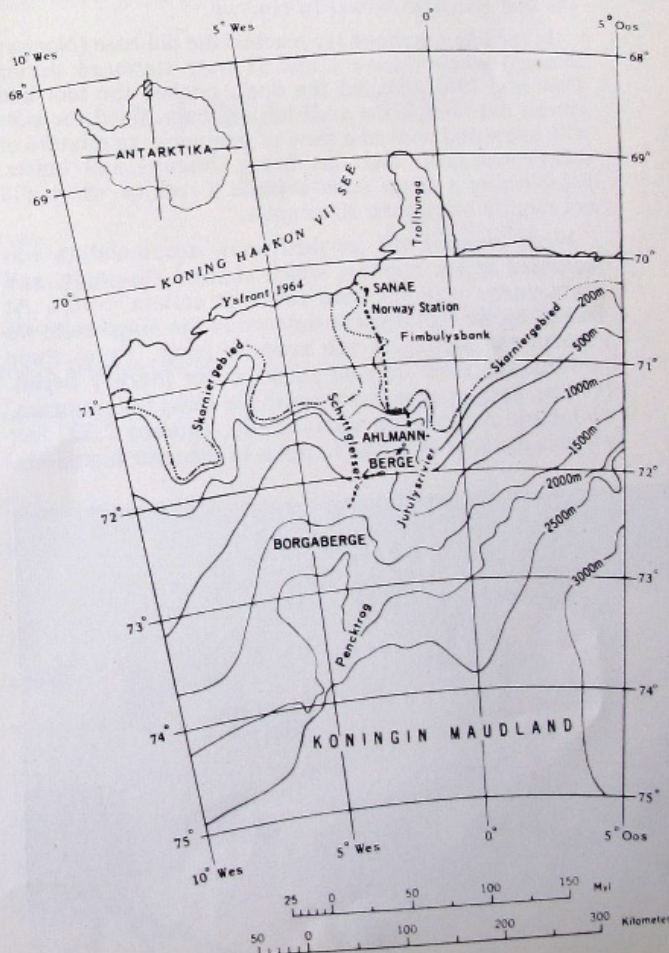 10° Wes
5° Wes
0°
5° Oos
68°
68°
ANTARKTIKA
69°
69°
KONING HAAKON VII SEE
Trolltunga
70°
70°
Ysfront 1964
SANAE
Norway Station
Fimbulysbank
Skarniergebied
200m
500m
71°
71°
Skarniergebied
Schyttgletser
1000m
AHLMANN-
BERGE
1500m
72°
72°
Jutulysrivier
2000m
BORGABERGE
2500m
3000m
73°
73°
Pencktrog
74°
74°
KONINGIN MAUDLAND
75°
75°
10° Wes
5° Wes
0°
5° Oos
25 0 50 100 150 Myl
50 0 100 200 300 Kilometer